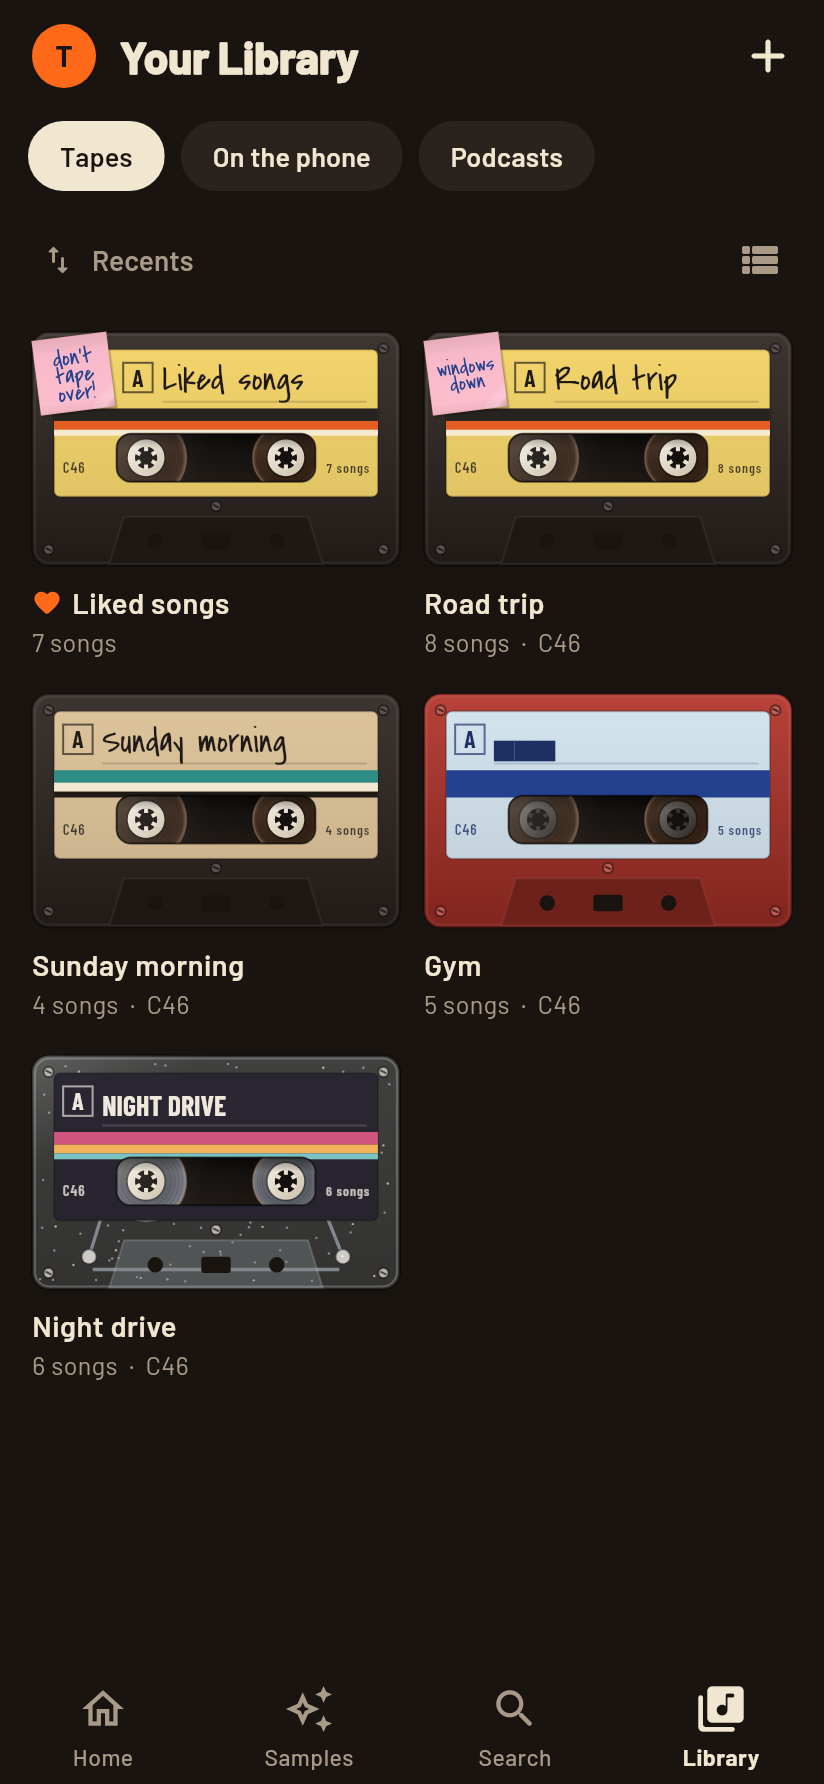 T
Your Library
Tapes
On the phone
Podcasts
Recents
don't
tape
over!
A
Liked songs
C46
7 songs
windows
down
A
Road trip
C46
8 songs
Liked songs
7 songs
Road trip
8 songs · C46
A
Sunday morning
C46
4 songs
A
C46
5 songs
Sunday morning
4 songs · C46
Gym
5 songs · C46
A
NIGHT DRIVE
C46
6 songs
Night drive
6 songs · C46
Home
Samples
Search
Library